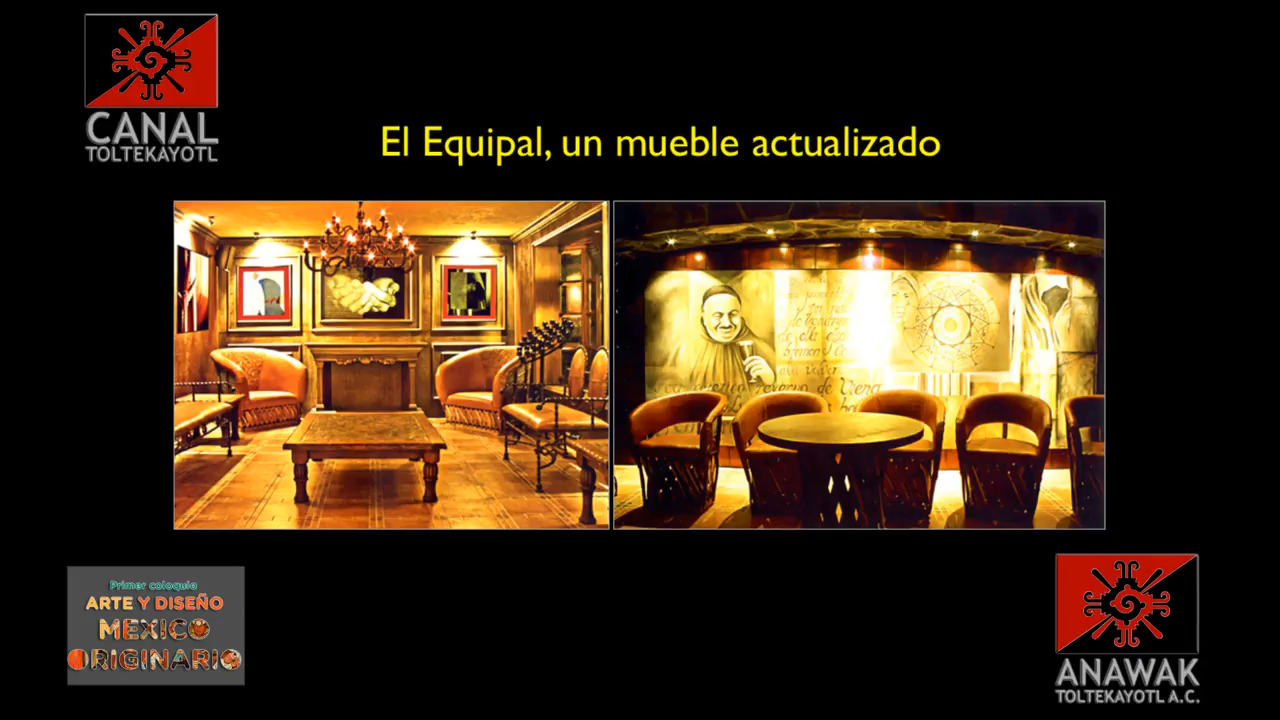 CANAL
TOLTEKAYOTL
El Equipal, un mueble actualizado
Primer coloquio
ARTE Y DISEÑO
MEXICO
ORIGINARIO
ANAWAK
TOLTEKAYOTL A.C.